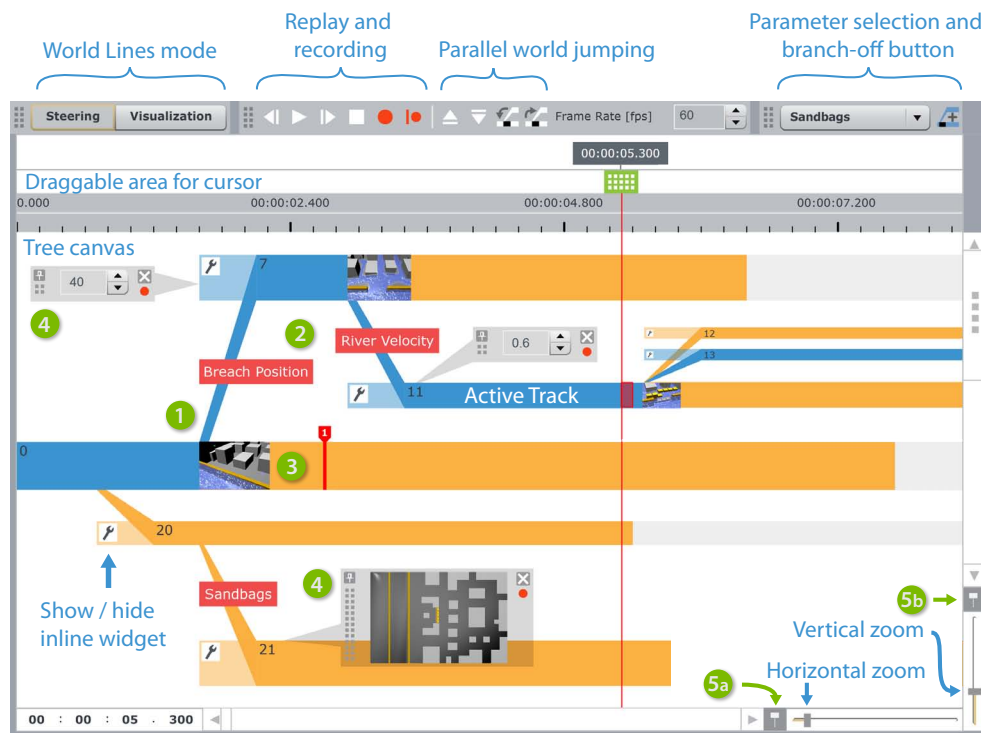 World Lines mode
Replay and
recording
Parallel world jumping
Parameter selection and
branch-off button
Steering
Visualization
Frame Rate [fps]
60
Sandbags
00:00:05.300
Draggable area for cursor
0.000
00:00:02.400
00:00:04.800
00:00:07.200
Tree canvas
40
4
7
2
River Velocity
0.6
12
13
Breach Position
11
Active Track
1
0
3
1
20
Show / hide
inline widget
Sandbags
4
21
5b
Vertical zoom
Horizontal zoom
5a
00 : 00 : 05 . 300